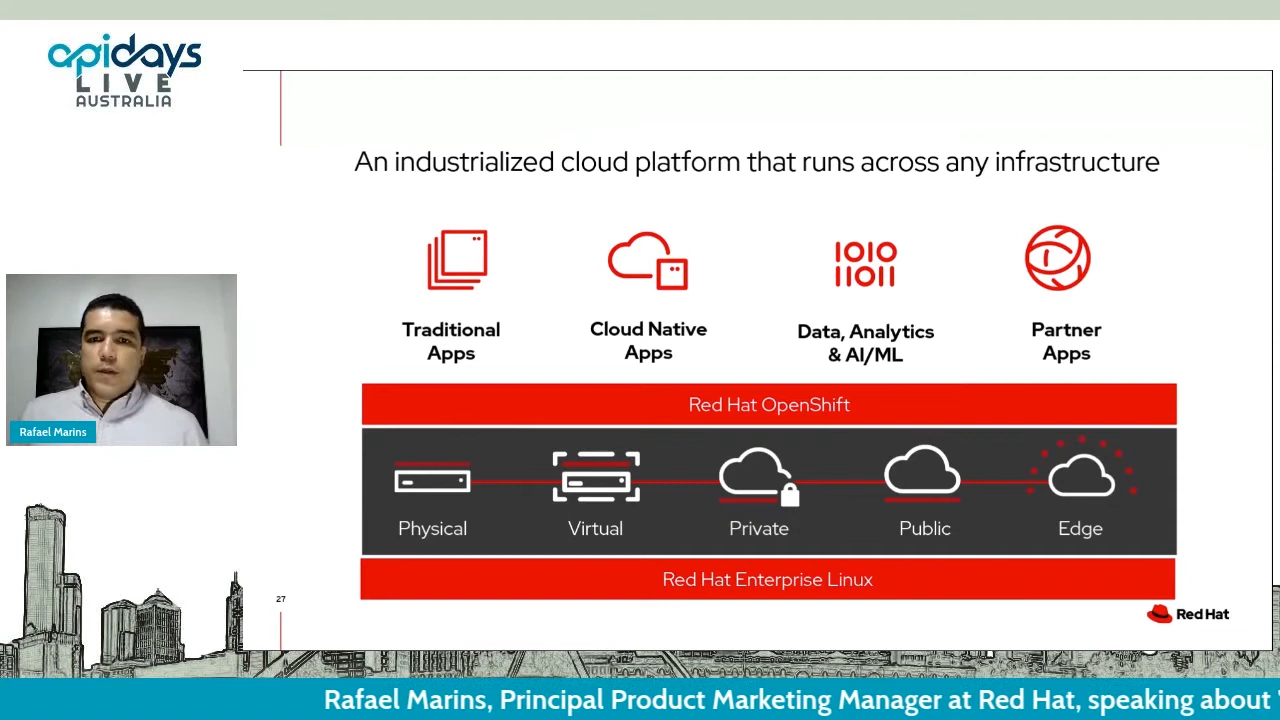 apidays
LIVE
AUSTRALIA
An industrialized cloud platform that runs across any infrastructure
1010
11011
Traditional
Apps
Cloud Native
Apps
Data, Analytics
& AI/ML
Partner
Apps
Red Hat OpenShift
Physical
Virtual
Private
Public
Edge
Red Hat Enterprise Linux
Rafael Marins
27
Red Hat
Rafael Marins, Principal Product Marketing Manager at Red Hat, speaking about